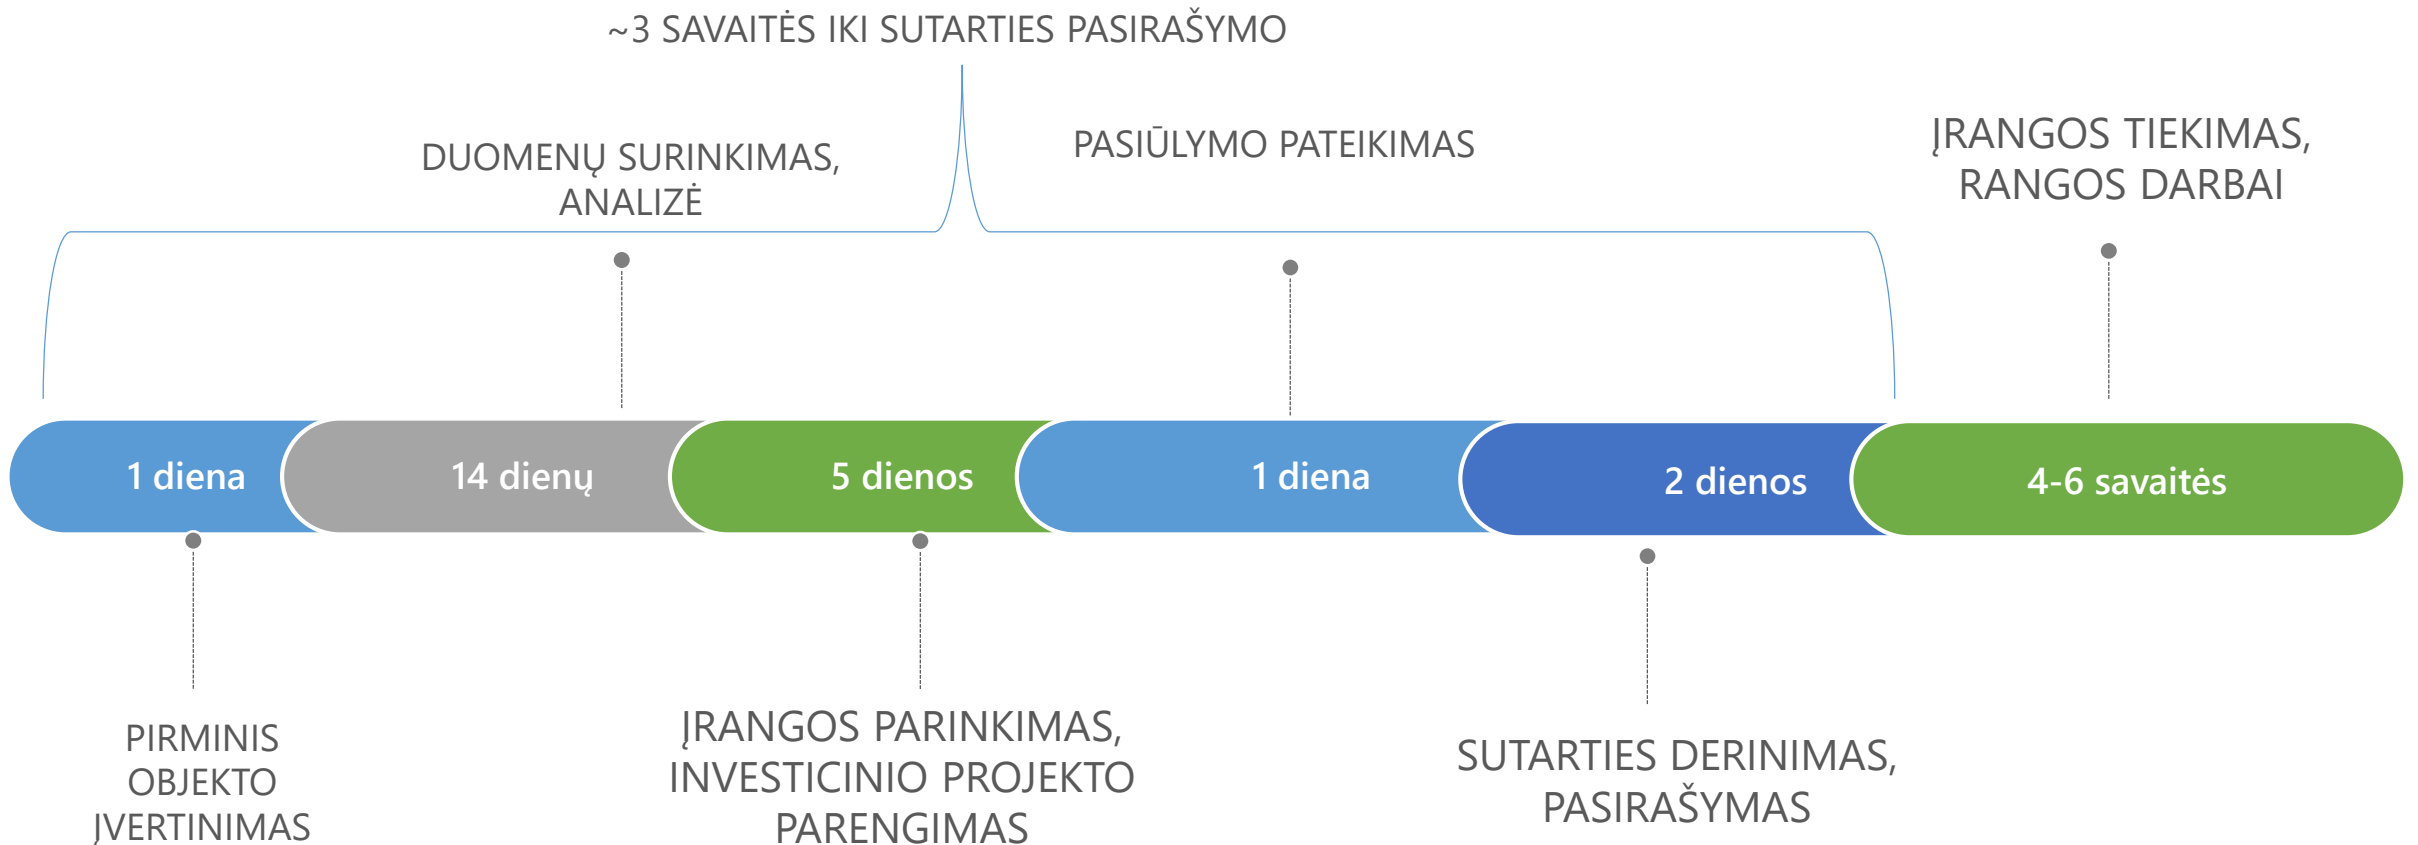 ~3 SAVAITĖS IKI SUTARTIES PASIRAŠYMO
DUOMENŲ SURINKIMAS,
ANALIZĖ
PASIŪLYMO PATEIKIMAS
ĮRANGOS TIEKIMAS,
RANGOS DARBAI
1 diena
14 dienų
5 dienos
1 diena
2 dienos
4-6 savaitės
PIRMINIS
OBJEKTO
ĮVERTINIMAS
ĮRANGOS PARINKIMAS,
INVESTICINIO PROJEKTO
PARENGIMAS
SUTARTIES DERINIMAS,
PASIRAŠYMAS